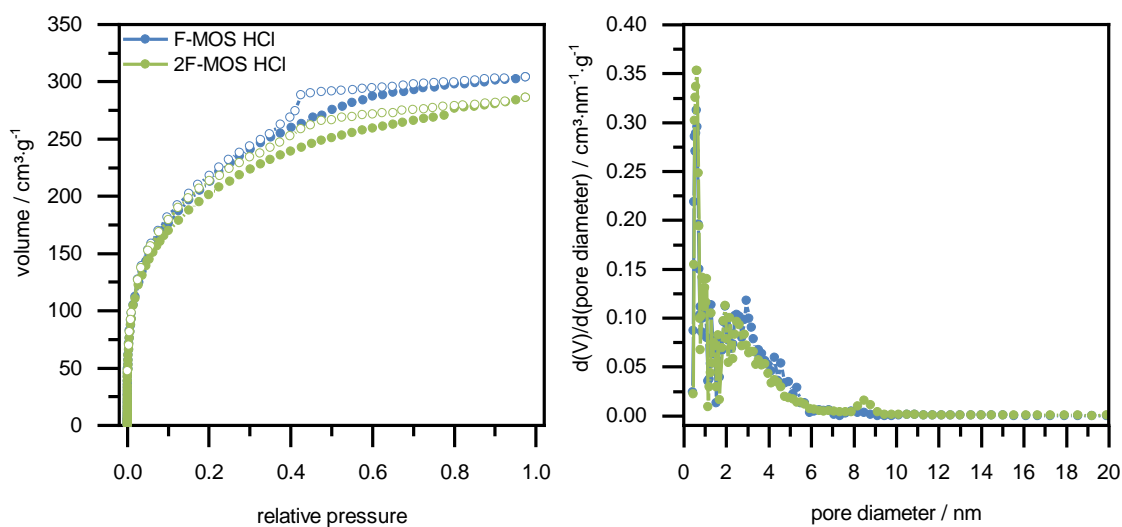 350
300
250
200
150
100
50
0
volume / cm³·g⁻¹
F-MOS HCl
2F-MOS HCl
0.0 0.2 0.4 0.6 0.8 1.0
relative pressure
0.40
0.35
0.30
0.25
0.20
0.15
0.10
0.05
0.00
d(V)/d(pore diameter) / cm³·nm⁻¹·g⁻¹
0 2 4 6 8 10 12 14 16 18 20
pore diameter / nm